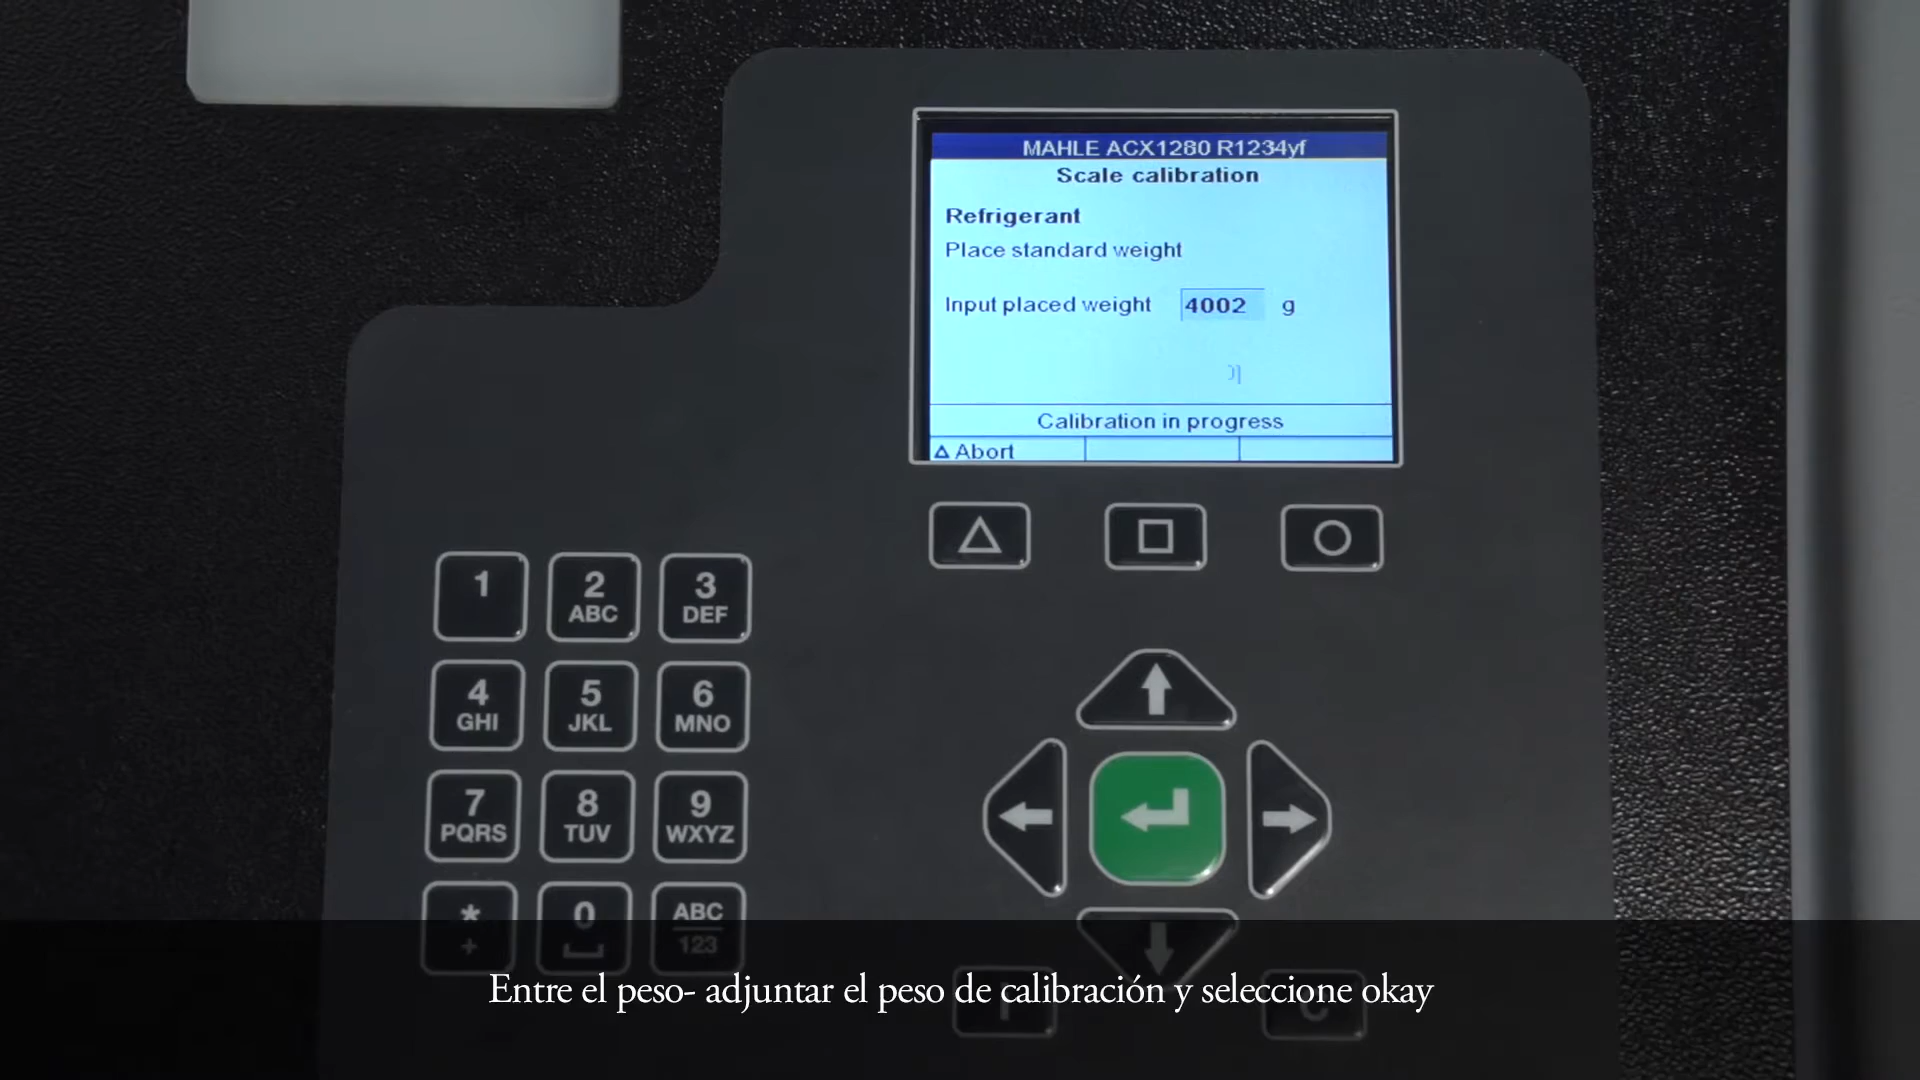 MAHLE ACX1280 R1234yf
Scale calibration
Refrigerant
Place standard weight
Input placed weight 4002 g
Calibration in progress
Abort
1
2 ABC
3 DEF
4 GHI
5 JKL
6 MNO
7 PQRS
8 TUV
9 WXYZ
* +
0
ABC 123
Entre el peso- adjuntar el peso de calibración y seleccione okay